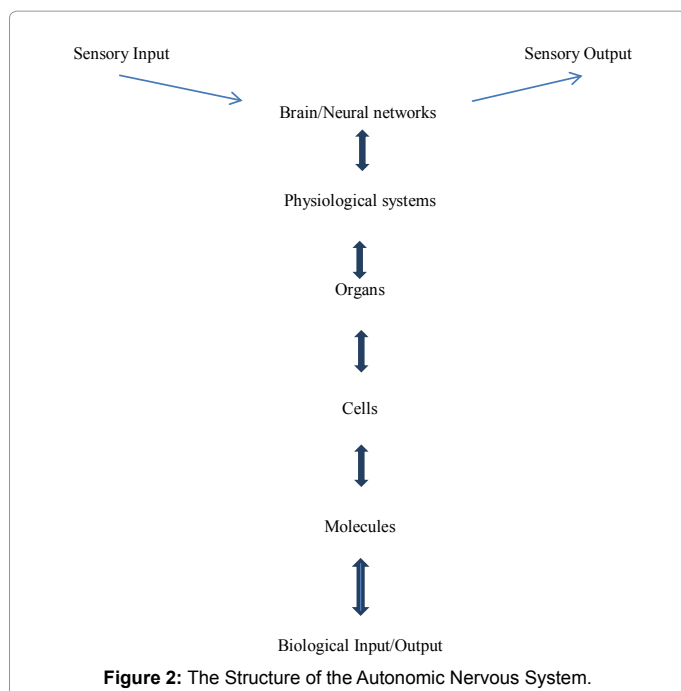 Sensory Input
Sensory Output
Brain/Neural networks
Physiological systems
Organs
Cells
Molecules
Biological Input/Output
Figure 2: The Structure of the Autonomic Nervous System.